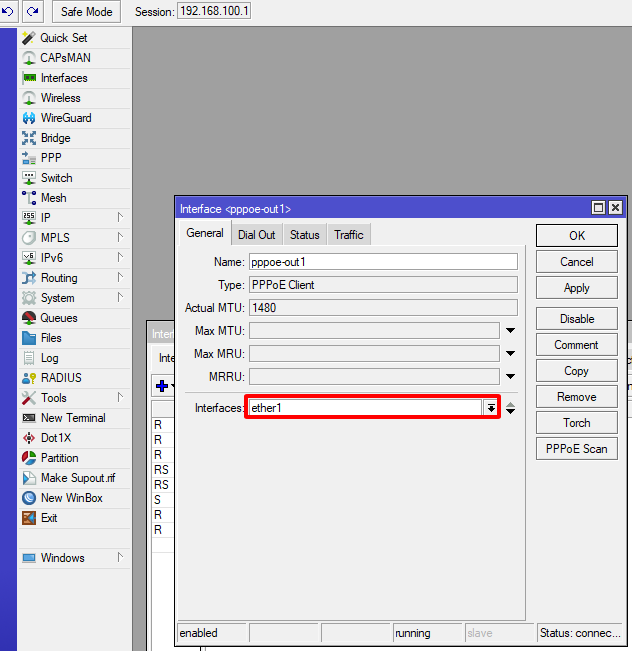 Safe Mode Session: 192.168.100.1
Quick Set
CAPsMAN
Interfaces
Wireless
WireGuard
Bridge
PPP
Switch
Mesh
IP
MPLS
IPv6
Routing
System
Queues
Files
Log
RADIUS
Tools
New Terminal
Dot1X
Partition
Make Supout.rif
New WinBox
Exit
Windows
R
R
R
RS
RS
S
R
R
Interface <pppoe-out1>
General Dial Out Status Traffic
Name: pppoe-out1
Type: PPPoE Client
Actual MTU: 1480
Max MTU:
Max MRU:
MRRU:
Interfaces: ether1
OK
Cancel
Apply
Disable
Comment
Copy
Remove
Torch
PPPoE Scan
enabled running slave Status: connec...